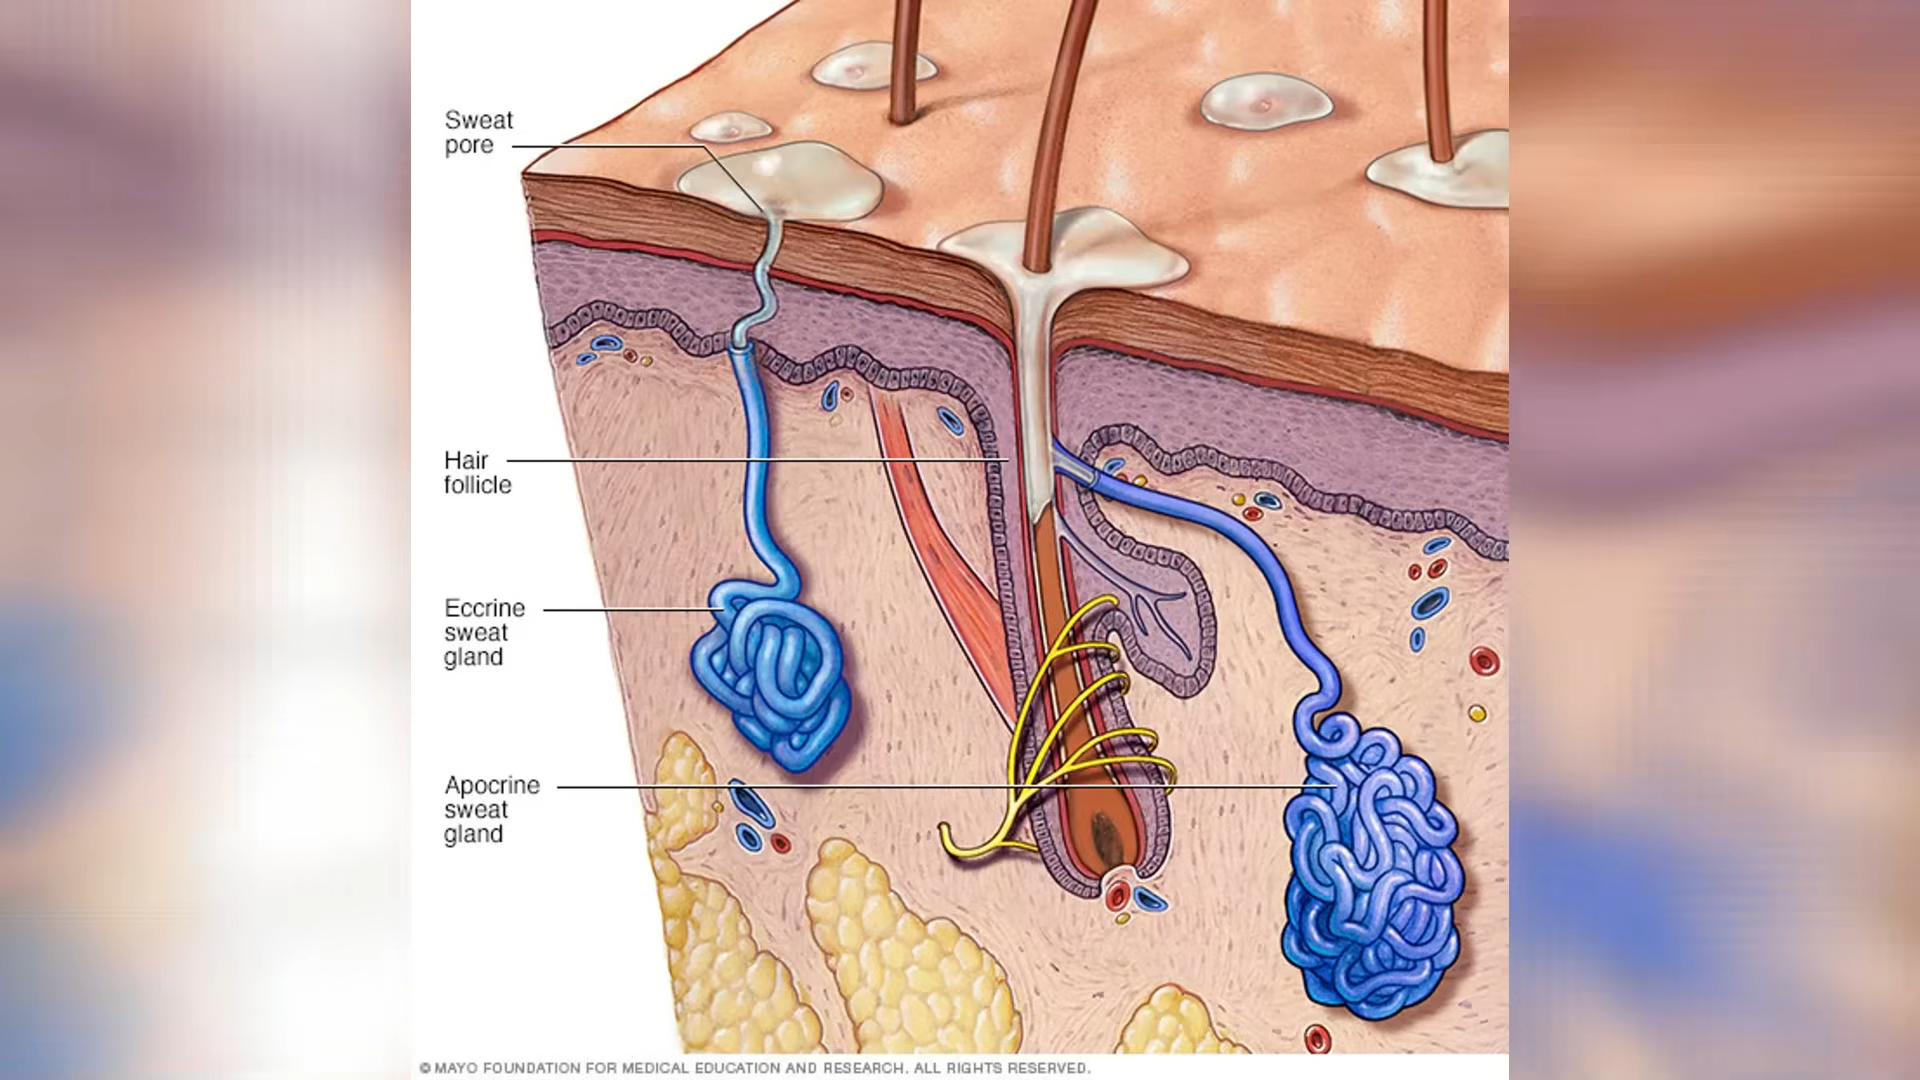 Sweat
pore
Hair
follicle
Eccrine
sweat
gland
Apocrine
sweat
gland
© MAYO FOUNDATION FOR MEDICAL EDUCATION AND RESEARCH. ALL RIGHTS RESERVED.